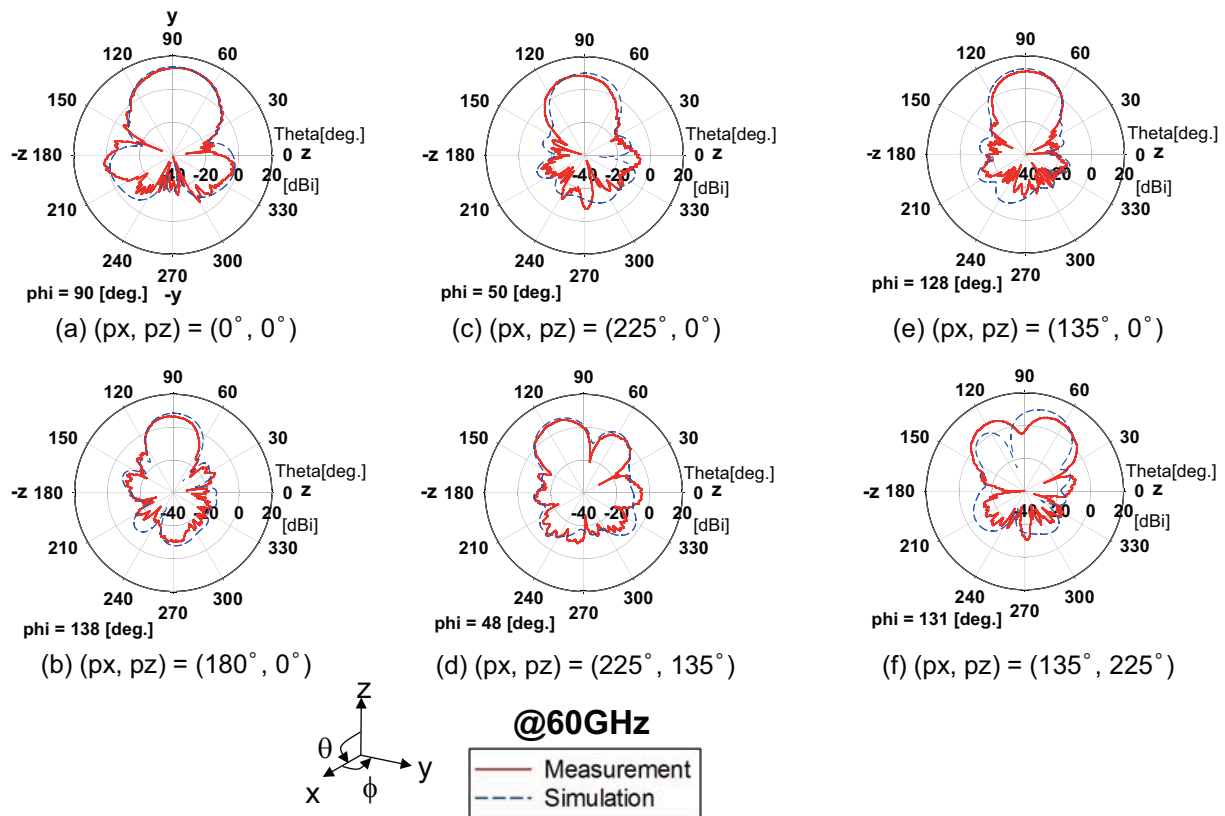 y
90
120
60
150
30
Theta[deg.]
-z 180
0 z
-40 -20 0 20
[dBi]
210
330
240
300
270
phi = 90 [deg.]
-y
(a) (px, pz) = (0°, 0°)
90
120
60
150
30
Theta[deg.]
-z 180
0 z
-40 -20 0 20
[dBi]
210
330
240
300
270
phi = 50 [deg.]
(c) (px, pz) = (225°, 0°)
90
120
60
150
30
Theta[deg.]
-z 180
0 z
-40 -20 0 20
[dBi]
210
330
240
300
270
phi = 128 [deg.]
(e) (px, pz) = (135°, 0°)
90
120
60
150
30
Theta[deg.]
-z 180
0 z
-40 -20 0 20
[dBi]
210
330
240
300
270
phi = 138 [deg.]
(b) (px, pz) = (180°, 0°)
90
120
60
150
30
Theta[deg.]
-z 180
0 z
-40 -20 0 20
[dBi]
210
330
240
300
270
phi = 48 [deg.]
(d) (px, pz) = (225°, 135°)
90
120
60
150
30
Theta[deg.]
-z 180
0 z
-40 -20 0 20
[dBi]
210
330
240
300
270
phi = 131 [deg.]
(f) (px, pz) = (135°, 225°)
z
θ
x
ϕ
y
@60GHz
Measurement
Simulation